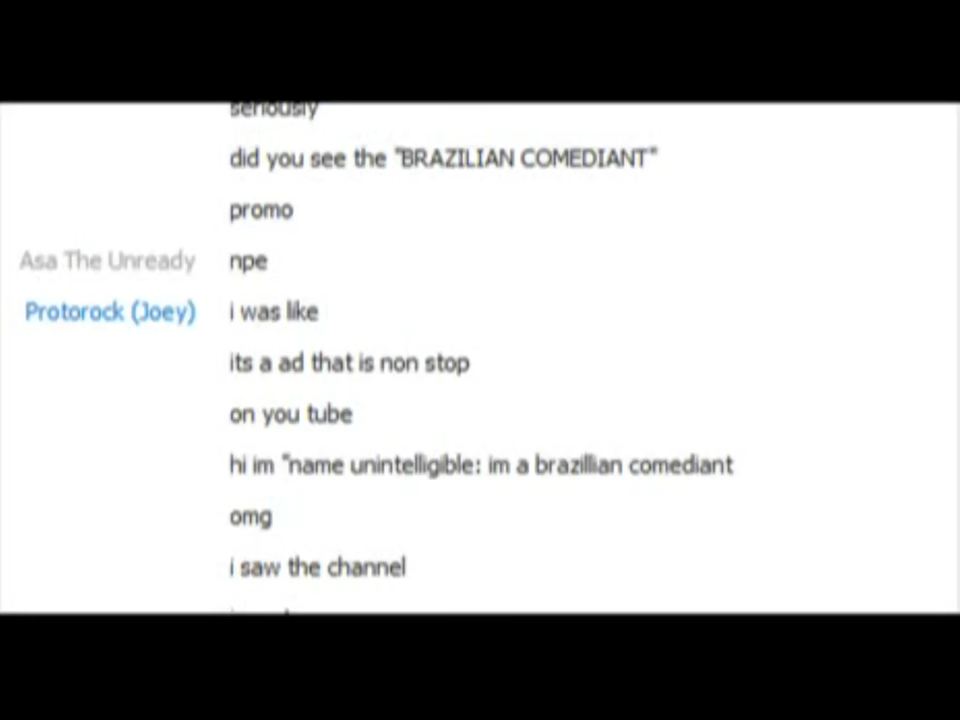 seriously
did you see the "BRAZILIAN COMEDIANT"
promo
Asa The Unready npe
Protorock (Joey) i was like
its a ad that is non stop
on you tube
hi im "name unintelligible: im a brazillian comediant
omg
i saw the channel